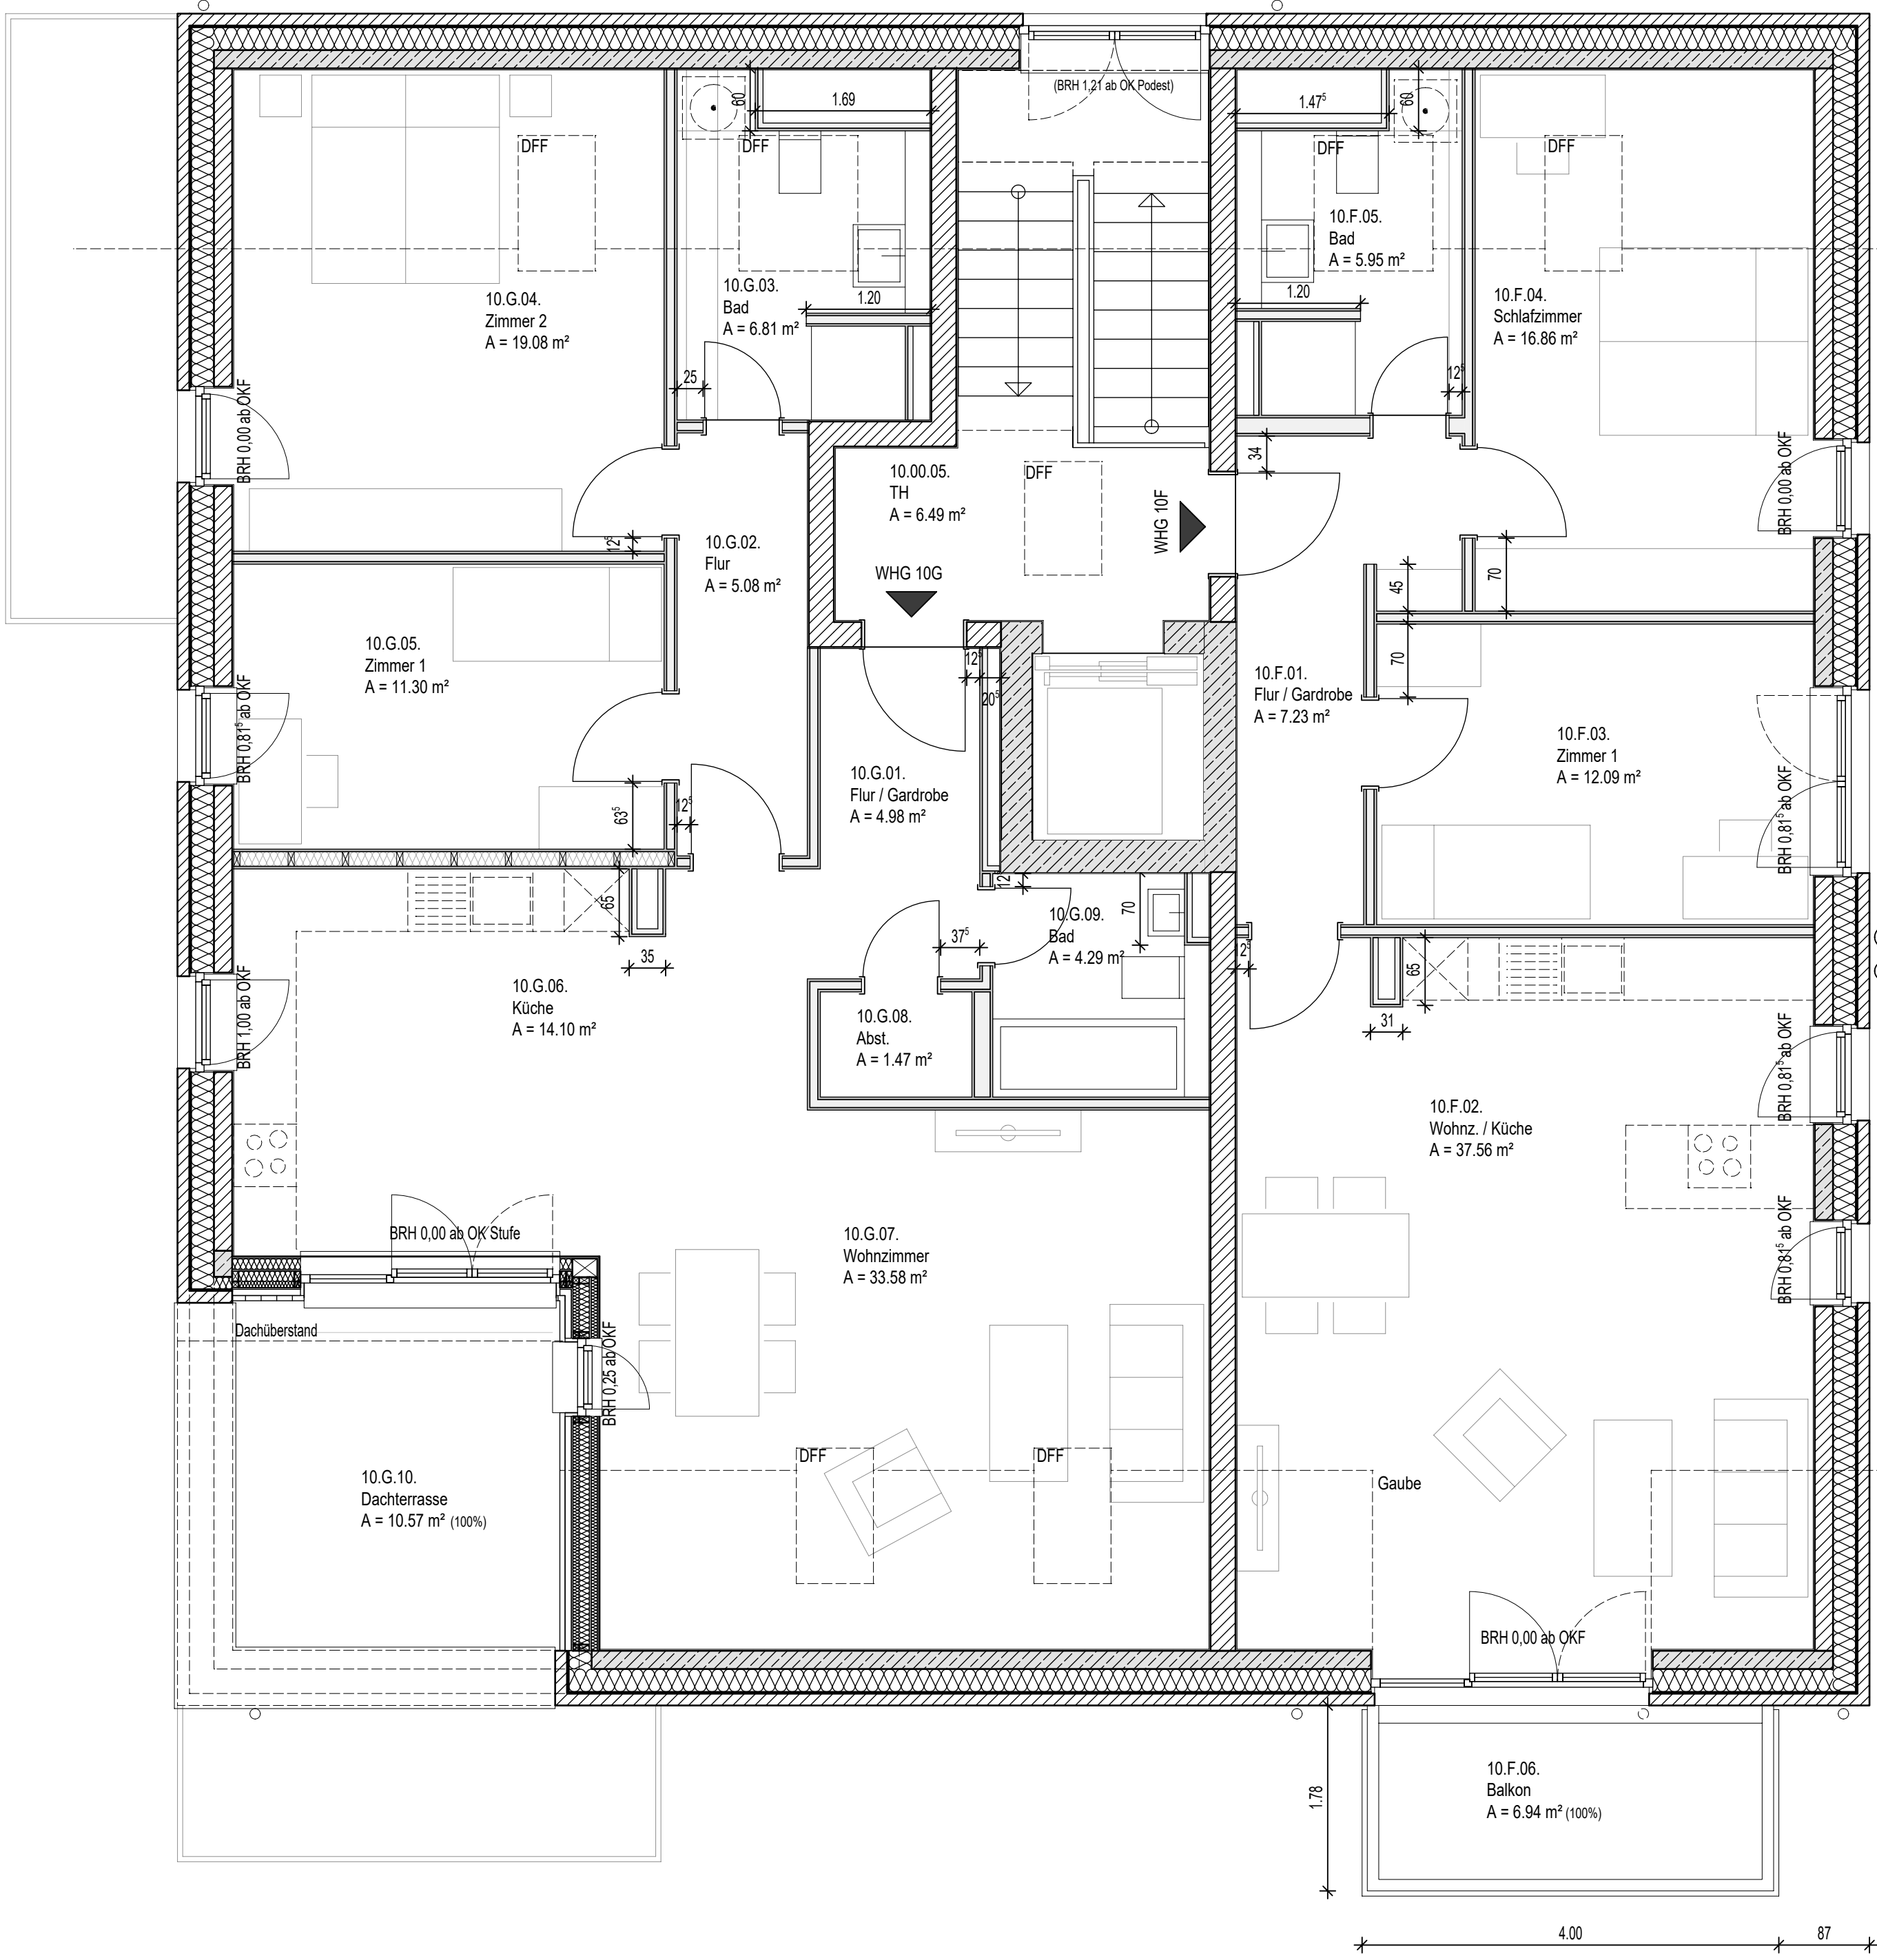 (BRH 1,21 ab OK Podest)
60
1.69
1.47⁵
60
DFF
DFF
DFF
DFF
10.F.05.
Bad
A = 5.95 m²
10.G.04.
Zimmer 2
A = 19.08 m²
10.G.03.
Bad
A = 6.81 m²
1.20
1.20
10.F.04.
Schlafzimmer
A = 16.86 m²
25
12⁵
BRH 0,00 ab OKF
34
10.00.05.
TH
A = 6.49 m²
DFF
WHG 10F
BRH 0,00 ab OKF
12⁵
10.G.02.
Flur
A = 5.08 m²
WHG 10G
45
70
10.G.05.
Zimmer 1
A = 11.30 m²
12⁵
20⁵
70
10.F.01.
Flur / Gardrobe
A = 7.23 m²
BRH 0,81⁵ ab OKF
10.F.03.
Zimmer 1
A = 12.09 m²
10.G.01.
Flur / Gardrobe
A = 4.98 m²
63⁵
12⁵
BRH 0,81⁵ ab OKF
65
12
70
10.G.09.
Bad
A = 4.29 m²
35
37⁵
12⁵
65
10.G.06.
Küche
A = 14.10 m²
BRH 1,00 ab OKF
10.G.08.
Abst.
A = 1.47 m²
31
BRH 0,81⁵ ab OKF
10.F.02.
Wohnz. / Küche
A = 37.56 m²
BRH 0,00 ab OK Stufe
10.G.07.
Wohnzimmer
A = 33.58 m²
BRH 0,81⁵ ab OKF
Dachüberstand
BRH 0,25 ab OKF
DFF
DFF
Gaube
10.G.10.
Dachterrasse
A = 10.57 m² (100%)
BRH 0,00 ab OKF
1.78
10.F.06.
Balkon
A = 6.94 m² (100%)
4.00
87